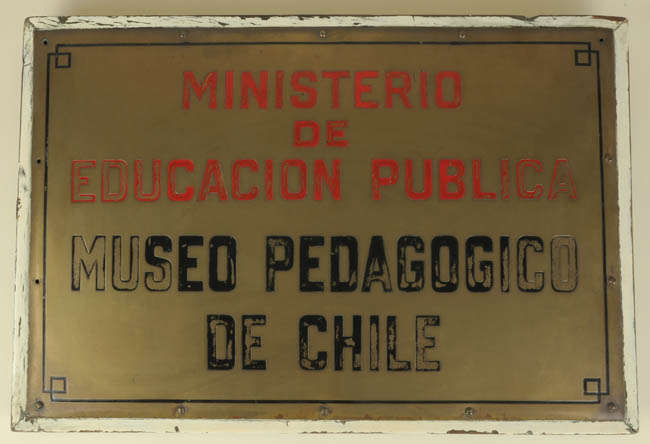 MINISTERIO
DE
EDUCACION PUBLICA
MUSEO PEDAGOGICO
DE CHILE